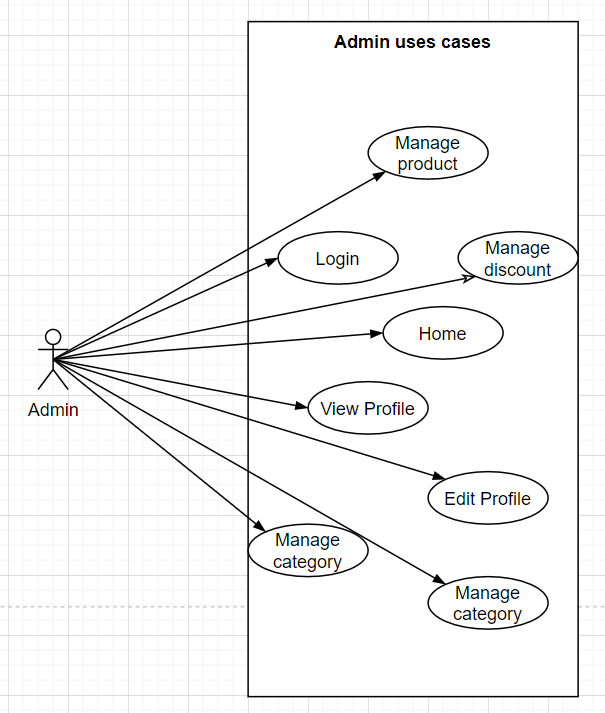 Admin uses cases
Manage
product
Login
Manage
discount
Home
Admin
View Profile
Edit Profile
Manage
category
Manage
category